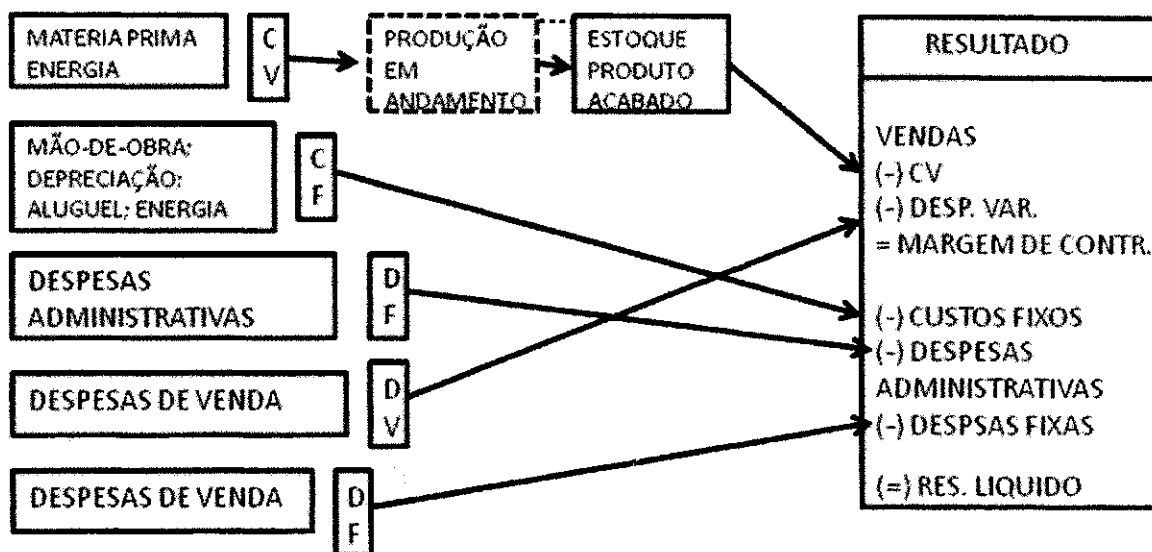 MATERIA PRIMA
ENERGIA
C
V
PRODUÇÃO
EM
ANDAMENTO
ESTOQUE
PRODUTO
ACABADO
MÃO-DE-OBRA;
DEPRECIAÇÃO;
ALUGUEL; ENERGIA
C
F
DESPESAS
ADMINISTRATIVAS
D
F
DESPESAS DE VENDA
D
V
DESPESAS DE VENDA
D
F
RESULTADO
VENDAS
(-) CV
(-) DESP. VAR.
= MARGEM DE CONTR.
(-) CUSTOS FIXOS
(-) DESPESAS
ADMINISTRATIVAS
(-) DESPSAS FIXAS
(=) RES. LIQUIDO